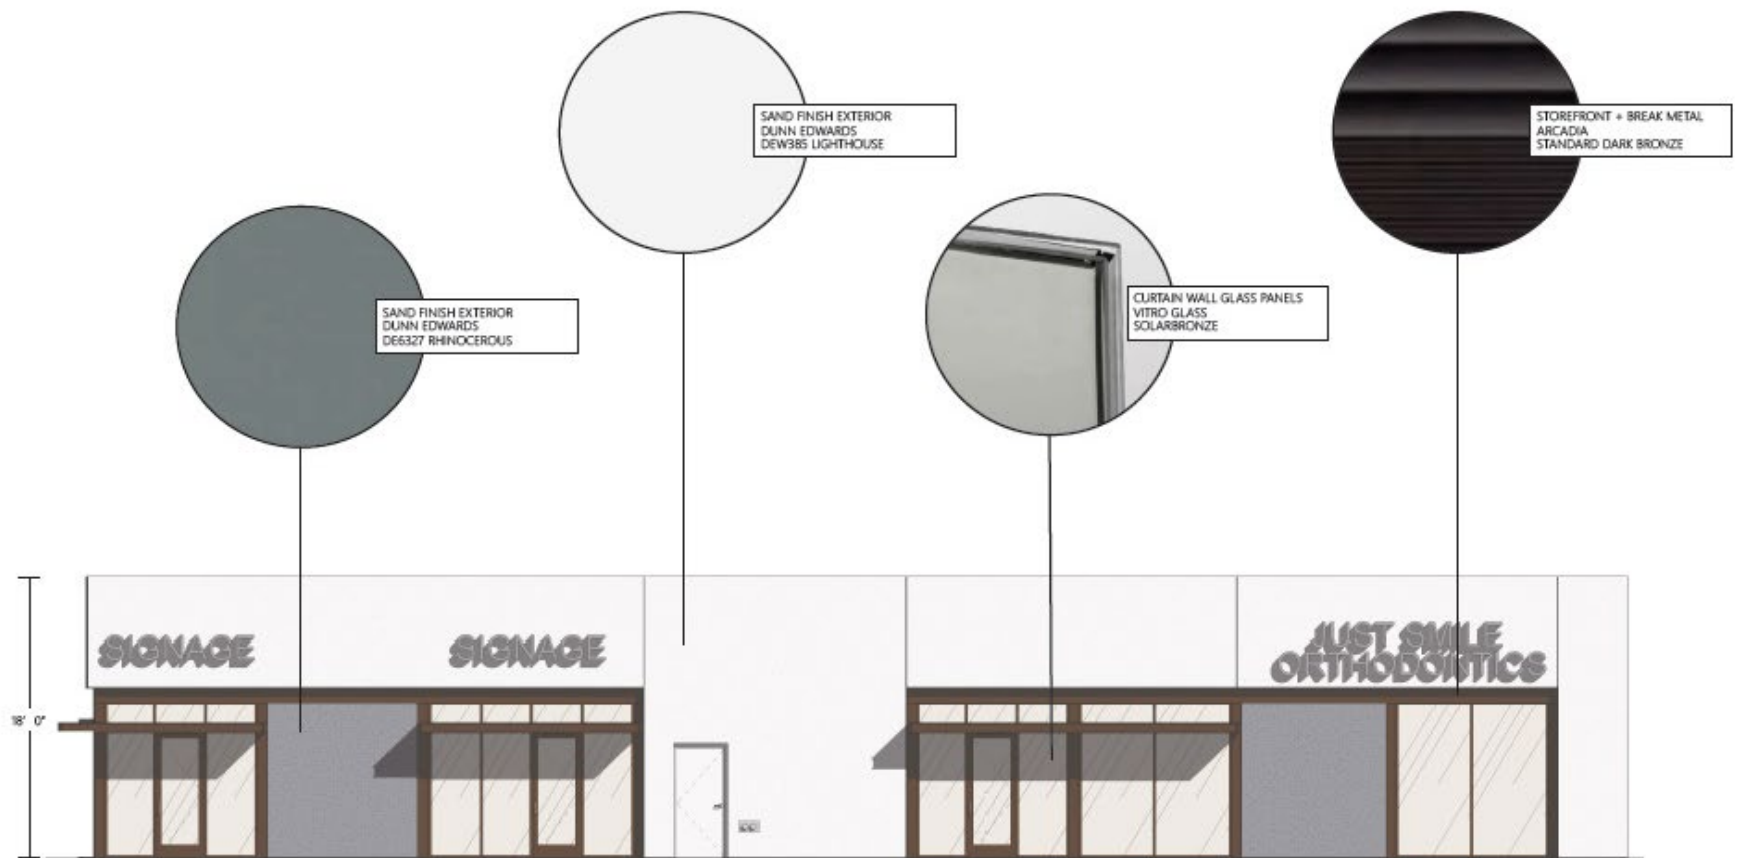 SAND FINISH EXTERIOR
DUNN EDWARDS
DEW385 LIGHTHOUSE
STOREFRONT + BREAK METAL
ARCADIA
STANDARD DARK BRONZE
SAND FINISH EXTERIOR
DUNN EDWARDS
DE6327 RHINOCEROUS
CURTAIN WALL GLASS PANELS
VITRO GLASS
SOLARBRONZE
SIGNAGE
SIGNAGE
JUST SMILE
ORTHODONTICS
18' 0"